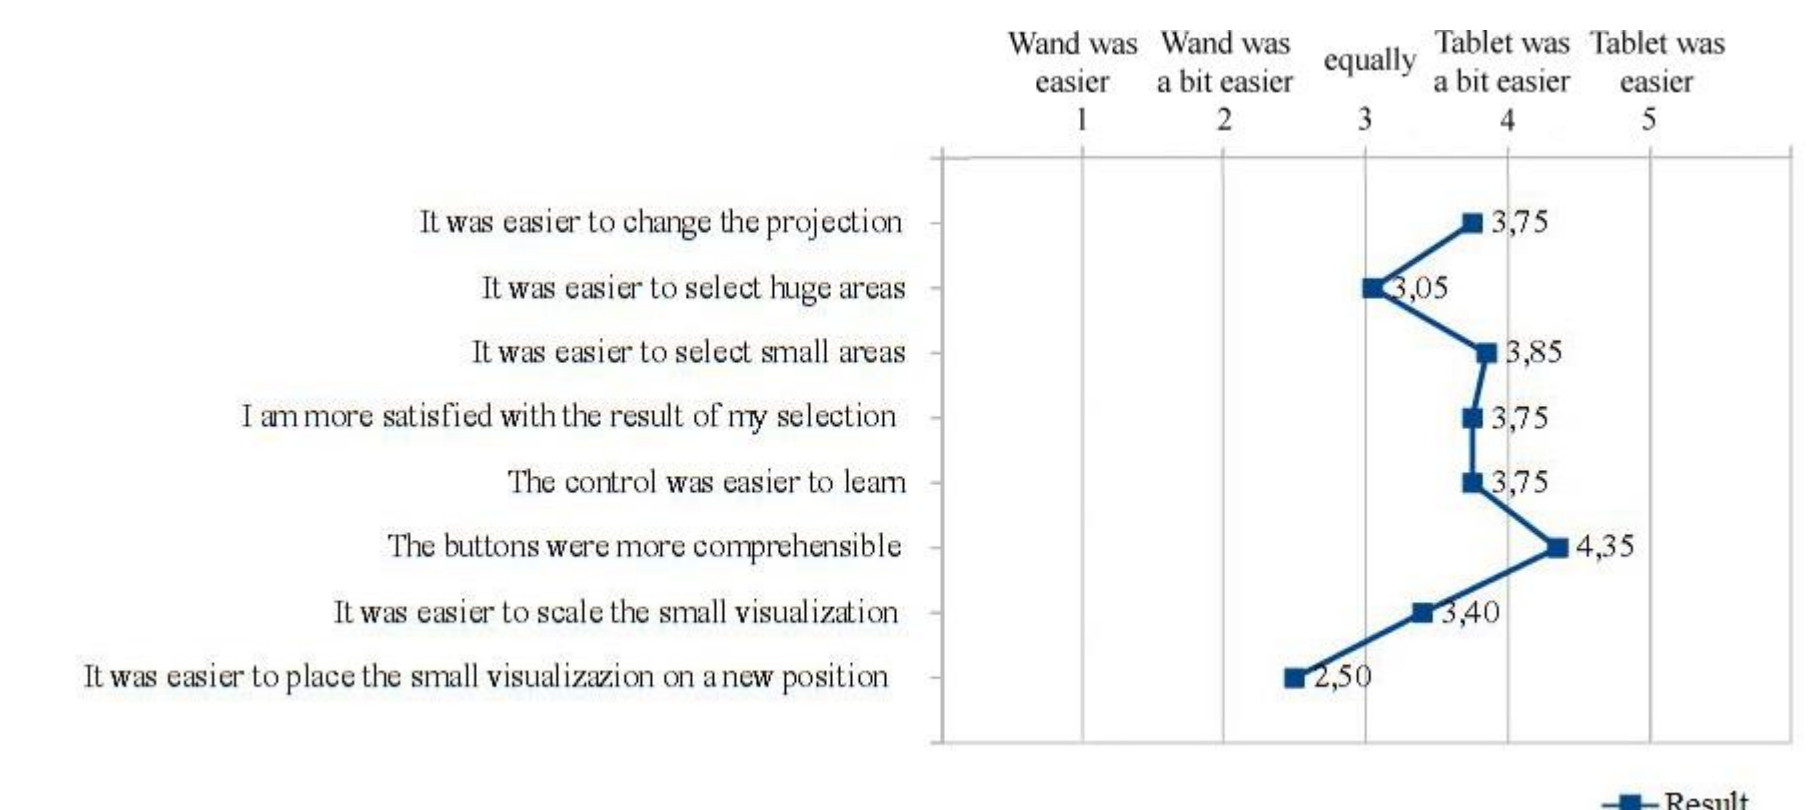 Wand was Wand was equally Tablet was Tablet was
easier a bit easier a bit easier easier
1 2 3 4 5
It was easier to change the projection 3,75
It was easier to select huge areas 3,05
It was easier to select small areas 3,85
I am more satisfied with the result of my selection 3,75
The control was easier to learn 3,75
The buttons were more comprehensible 4,35
It was easier to scale the small visualization 3,40
It was easier to place the small visualizazion on a new position 2,50
Result